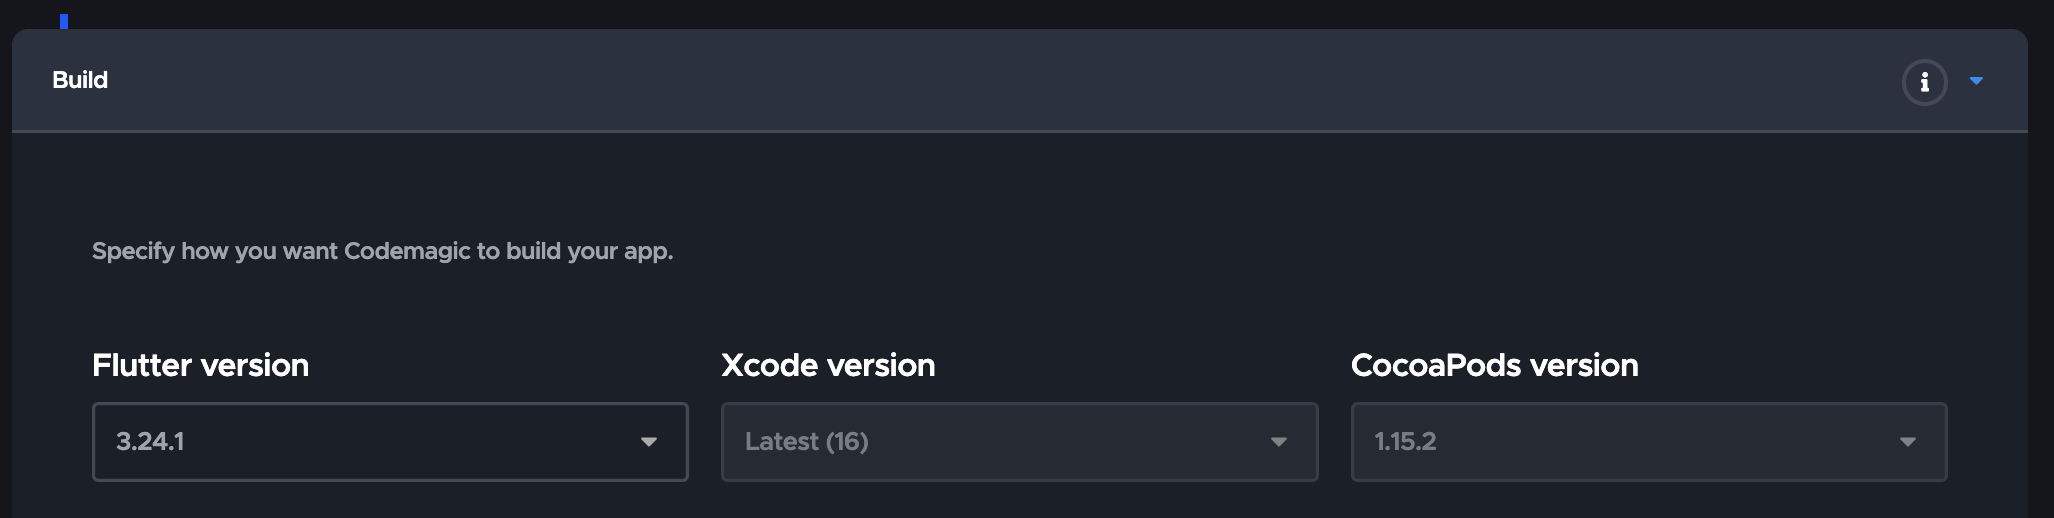 Build
Specify how you want Codemagic to build your app.
Flutter version
Xcode version
CocoaPods version
3.24.1
Latest (16)
1.15.2